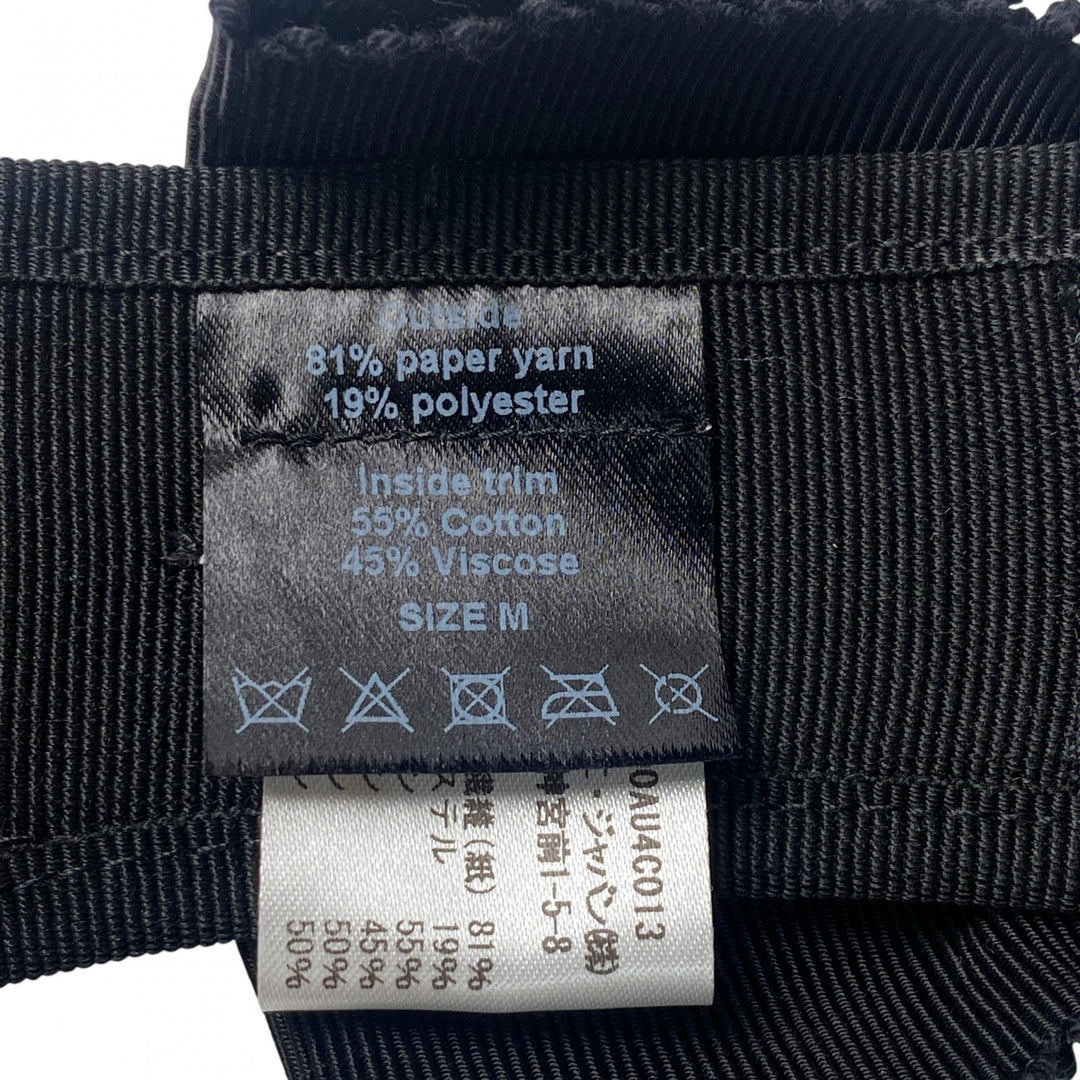 Outside
81% paper yarn
19% polyester
Inside trim
55% Cotton
45% Viscose
SIZE M
0AU4C013
・ジャパン(株)
神宮前1-5-8
繊維(紙) 81%
ステル 19%
55%
45%
50%
50%